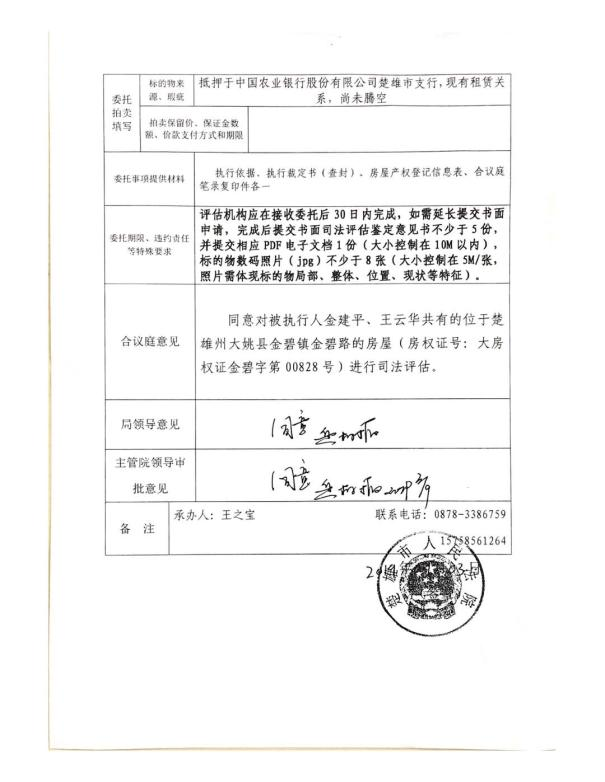 委托
拍卖
填写
标的物来
源、瑕疵
抵押于中国农业银行股份有限公司楚雄市支行，现有租赁关
系，尚未腾空
拍卖保留价、保证金数
额、价款支付方式和期限
委托事项提供材料
执行依据、执行裁定书（查封）、房屋产权登记信息表、合议庭
笔录复印件各一
委托期限、违约责任
等特殊要求
评估机构应在接收委托后30日内完成，如需延长提交书面
申请，完成后提交书面司法评估鉴定意见书不少于5份，
并提交相应PDF电子文档1份（大小控制在10M以内），
标的物数码照片（jpg）不少于8张（大小控制在5M/张，
照片需体现标的物局部、整体、位置、现状等特征）。
合议庭意见
同意对被执行人金建平、王云华共有的位于楚
雄州大姚县金碧镇金碧路的房屋（房权证号：大房
权证金碧字第00828号）进行司法评估。
局领导意见
同意
主管院领导审
批意见
同意
备 注
承办人：王之宝
联系电话：0878-3386759
15758561264
楚雄市人民法院